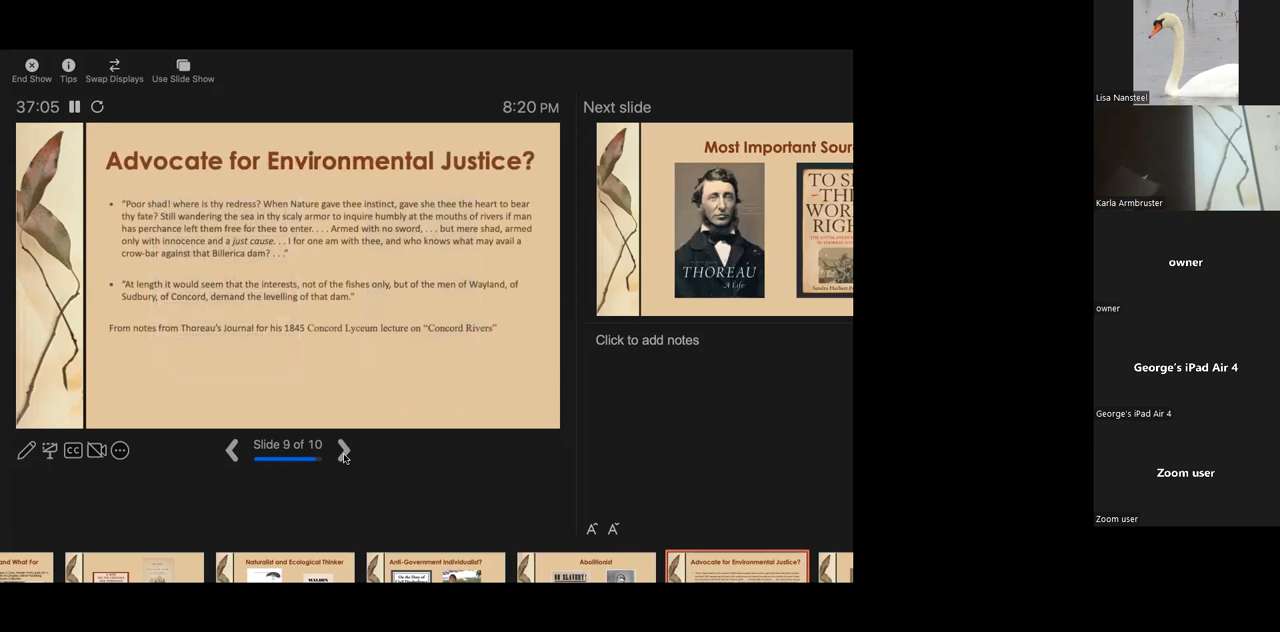 End Show
Tips
Swap Displays
Use Slide Show
37:05
8:20 PM
Advocate for Environmental Justice?
• “Poor shad! where is thy redress? When Nature gave thee instinct, gave she thee the heart to bear
thy fate? Still wandering the sea in thy scaly armor to inquire humbly at the mouths of rivers if man
has perchance left them free for thee to enter. . . . Armed with no sword, . . . but mere shad, armed
only with innocence and a just cause. . . I for one am with thee, and who knows what may avail a
crow-bar against that Billerica dam? . . .”
• “At length it would seem that the interests, not of the fishes only, but of the men of Wayland, of
Sudbury, of Concord, demand the levelling of that dam.”
From notes from Thoreau’s Journal for his 1845 Concord Lyceum lecture on “Concord Rivers”
CC
Slide 9 of 10
Next slide
Most Important Sour
THOREAU
A Life
TO S
THE
WOR
RIGH
Click to add notes
and What For
Naturalist and Ecological Thinker
WALDEN
Anti-Government Individualist?
Abolitionist
NO SLAVERY!
Advocate for Environmental Justice?
Lisa Nansteel
Karla Armbruster
owner
owner
George’s iPad Air 4
George's iPad Air 4
Zoom user
Zoom user